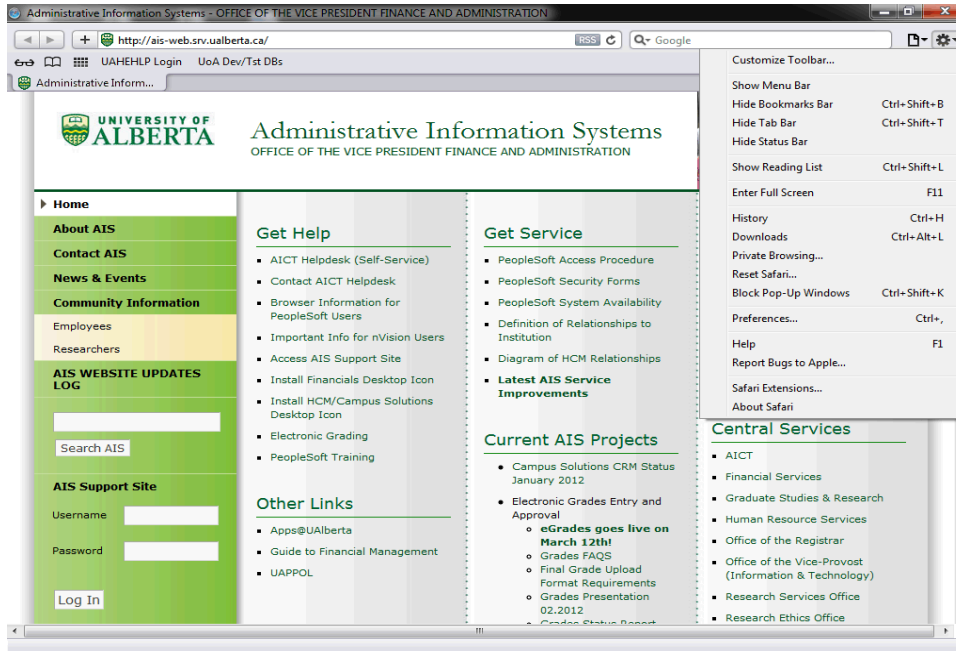 Administrative Information Systems - OFFICE OF THE VICE PRESIDENT FINANCE AND ADMINISTRATION
http://ais-web.srv.ualberta.ca/
RSS
Google
UAHEHLP Login UoA Dev/Tst DBs
Administrative Inform...
UNIVERSITY OF
ALBERTA
Administrative Information Systems
OFFICE OF THE VICE PRESIDENT FINANCE AND ADMINISTRATION
Home
About AIS
Contact AIS
News & Events
Community Information
Employees
Researchers
AIS WEBSITE UPDATES
LOG
Search AIS
AIS Support Site
Username
Password
Log In
Get Help
AICT Helpdesk (Self-Service)
Contact AICT Helpdesk
Browser Information for
PeopleSoft Users
Important Info for nVision Users
Access AIS Support Site
Install Financials Desktop Icon
Install HCM/Campus Solutions
Desktop Icon
Electronic Grading
PeopleSoft Training
Other Links
Apps@UAlberta
Guide to Financial Management
UAPPOL
Get Service
PeopleSoft Access Procedure
PeopleSoft Security Forms
PeopleSoft System Availability
Definition of Relationships to
Institution
Diagram of HCM Relationships
Latest AIS Service
Improvements
Current AIS Projects
Campus Solutions CRM Status
January 2012
Electronic Grades Entry and
Approval
eGrades goes live on
March 12th!
Grades FAQS
Final Grade Upload
Format Requirements
Grades Presentation
02.2012
Grades Status Report
Customize Toolbar...
Show Menu Bar
Hide Bookmarks Bar Ctrl+Shift+B
Hide Tab Bar Ctrl+Shift+T
Hide Status Bar
Show Reading List Ctrl+Shift+L
Enter Full Screen F11
History Ctrl+H
Downloads Ctrl+Alt+L
Private Browsing...
Reset Safari...
Block Pop-Up Windows Ctrl+Shift+K
Preferences... Ctrl+,
Help F1
Report Bugs to Apple...
Safari Extensions...
About Safari
Central Services
AICT
Financial Services
Graduate Studies & Research
Human Resource Services
Office of the Registrar
Office of the Vice-Provost
(Information & Technology)
Research Services Office
Research Ethics Office